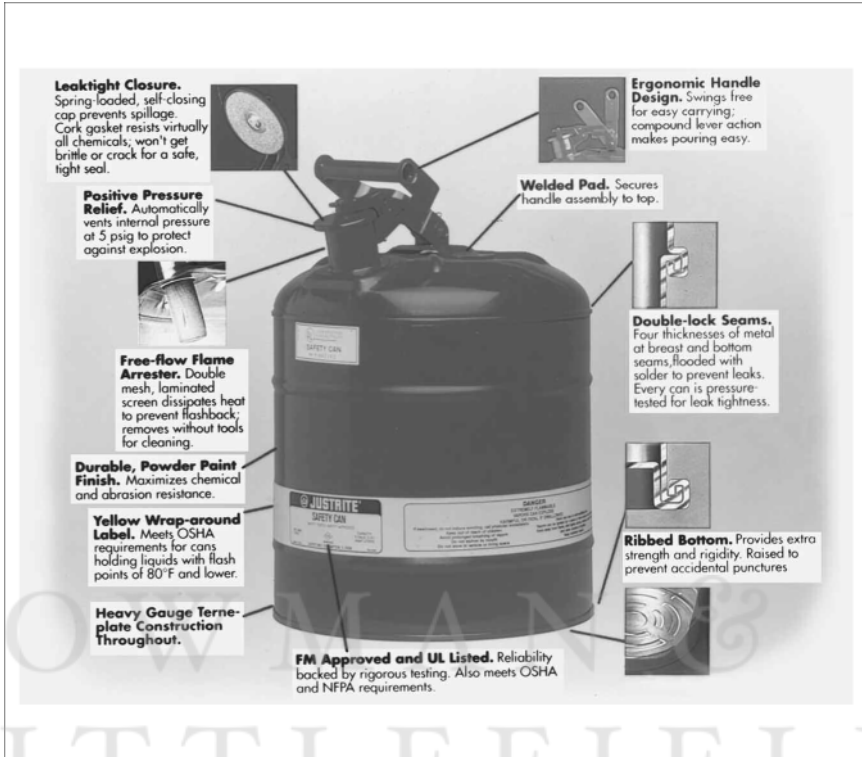 Leaktight Closure.
Spring-loaded, self-closing
cap prevents spillage.
Cork gasket resists virtually
all chemicals; won't get
brittle or crack for a safe,
tight seal.
Positive Pressure
Relief. Automatically
vents internal pressure
at 5 psig to protect
against explosion.
Free-flow Flame
Arrester. Double
mesh, laminated
screen dissipates heat
to prevent flashback;
removes without tools
for cleaning.
Durable, Powder Paint
Finish. Maximizes chemical
and abrasion resistance.
Yellow Wrap-around
Label. Meets OSHA
requirements for cans
holding liquids with flash
points of 80°F and lower.
Heavy Gauge Terne-
plate Construction
Throughout.
Ergonomic Handle
Design. Swings free
for easy carrying;
compound lever action
makes pouring easy.
Welded Pad. Secures
handle assembly to top.
Double-lock Seams.
Four thicknesses of metal
at breast and bottom
seams,flooded with
solder to prevent leaks.
Every can is pressure-
tested for leak tightness.
Ribbed Bottom. Provides extra
strength and rigidity. Raised to
prevent accidental punctures
FM Approved and UL Listed. Reliability
backed by rigorous testing. Also meets OSHA
and NFPA requirements.
SAFETY CAN
JUSTRITE
SAFETY CAN
DANGER
OWMAN &
ITTLEFIEL